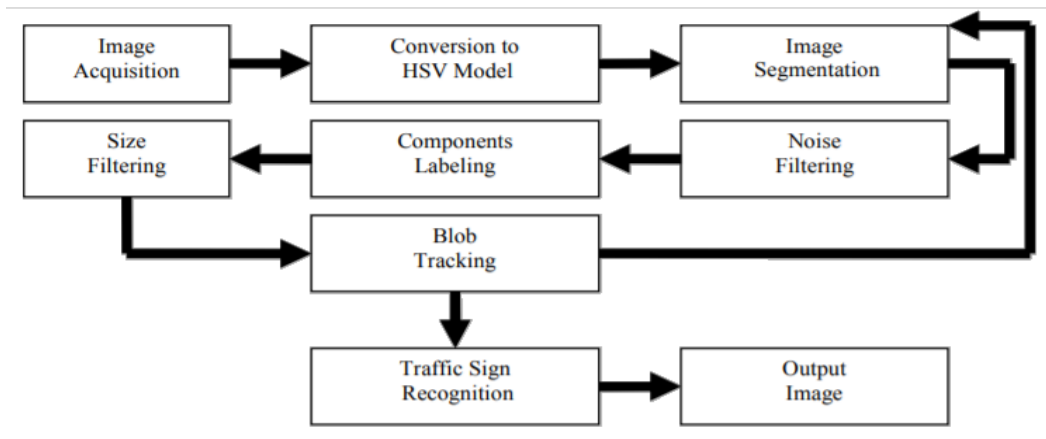 Image
Acquisition
Conversion to
HSV Model
Image
Segmentation
Size
Filtering
Components
Labeling
Noise
Filtering
Blob
Tracking
Traffic Sign
Recognition
Output
Image